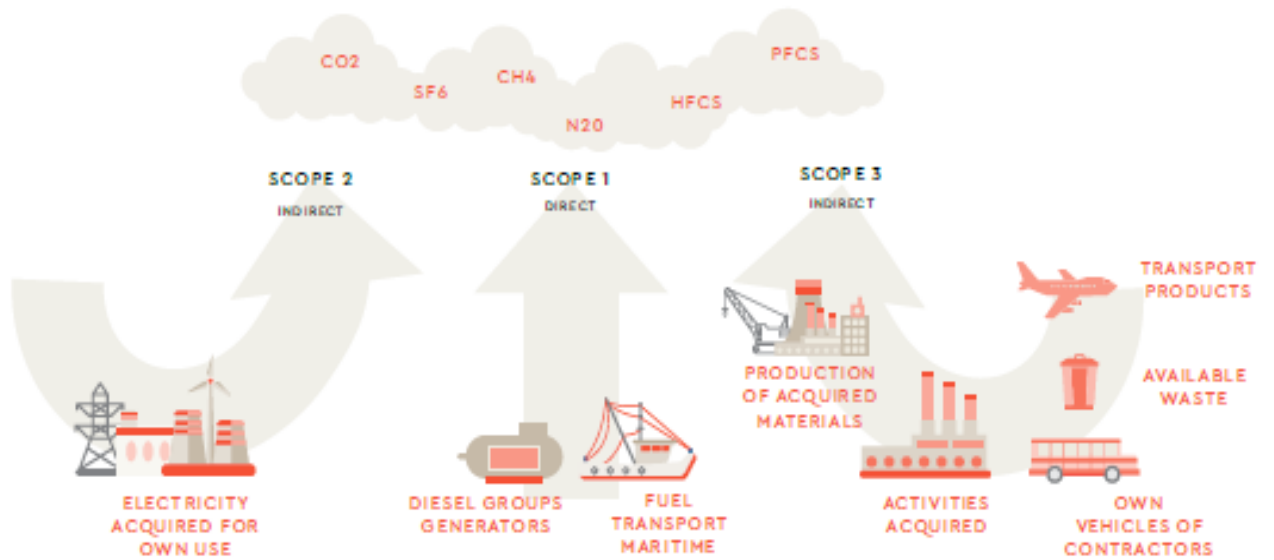 CO2
SF6
CH4
N20
HFCS
PFCS
SCOPE 2
INDIRECT
SCOPE 1
DIRECT
SCOPE 3
INDIRECT
TRANSPORT
PRODUCTS
PRODUCTION
OF ACQUIRED
MATERIALS
AVAILABLE
WASTE
ELECTRICITY
ACQUIRED FOR
OWN USE
DIESEL GROUPS
GENERATORS
FUEL
TRANSPORT
MARITIME
ACTIVITIES
ACQUIRED
OWN
VEHICLES OF
CONTRACTORS